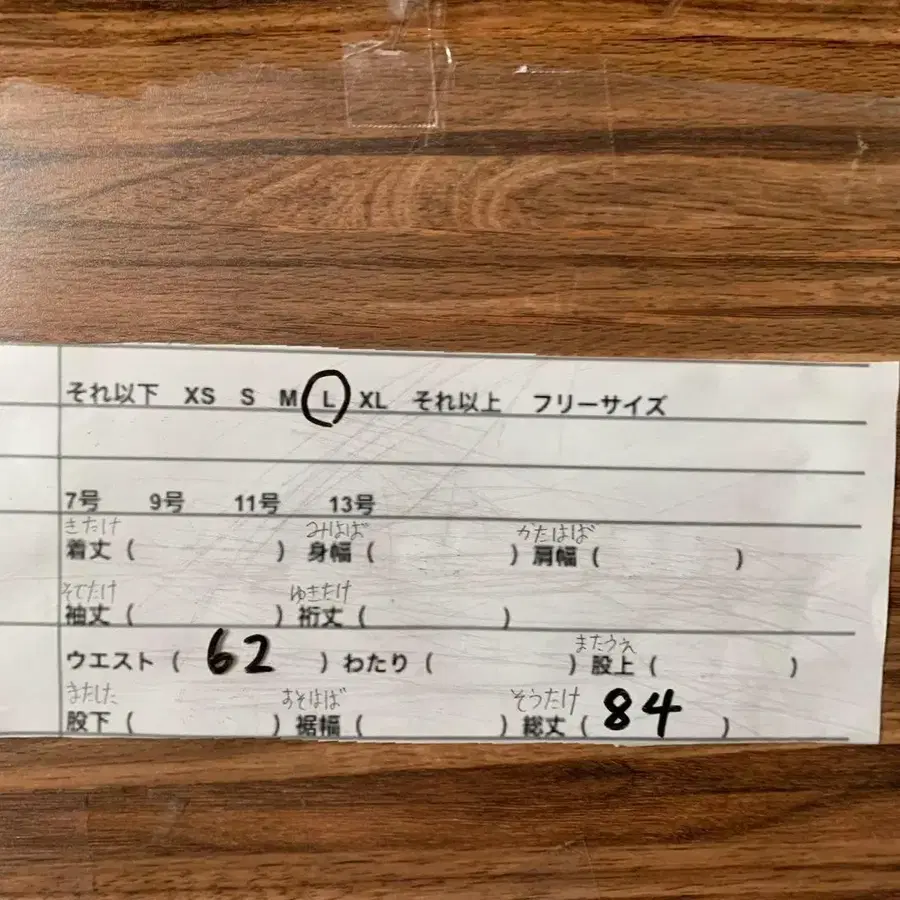 それ以下 XS S M L XL それ以上 フリーサイズ
7号 9号 11号 13号
きたけ みはば かたはば
着丈 ( ) 身幅 ( ) 肩幅 ( )
そでたけ ゆきたけ
袖丈 ( ) 裄丈 ( )
またうえ
ウエスト ( 62 ) わたり ( ) 股上 ( )
またした すそはば そうたけ
股下 ( ) 裾幅 ( ) 総丈 ( 84 )